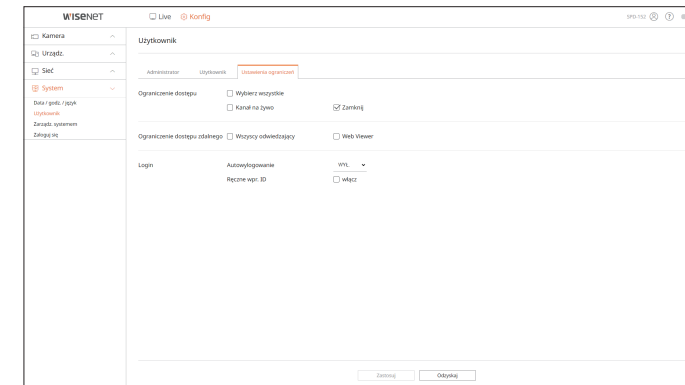 WISENET Live Konfig SPD-152
Kamera
Urządz.
Sieć
System
Data / godz. / język
Użytkownik
Zarządz. systemem
Zaloguj się
Użytkownik
Administrator Użytkownik Ustawienia ograniczeń
Ograniczenie dostępu Wybierz wszystkie
Kanał na żywo Zamknij
Ograniczenie dostępu zdalnego Wszyscy odwiedzający Web Viewer
Login Autowylogowanie WYŁ.
Ręczne wpr. ID włącz
Zastosuj Odzyskaj